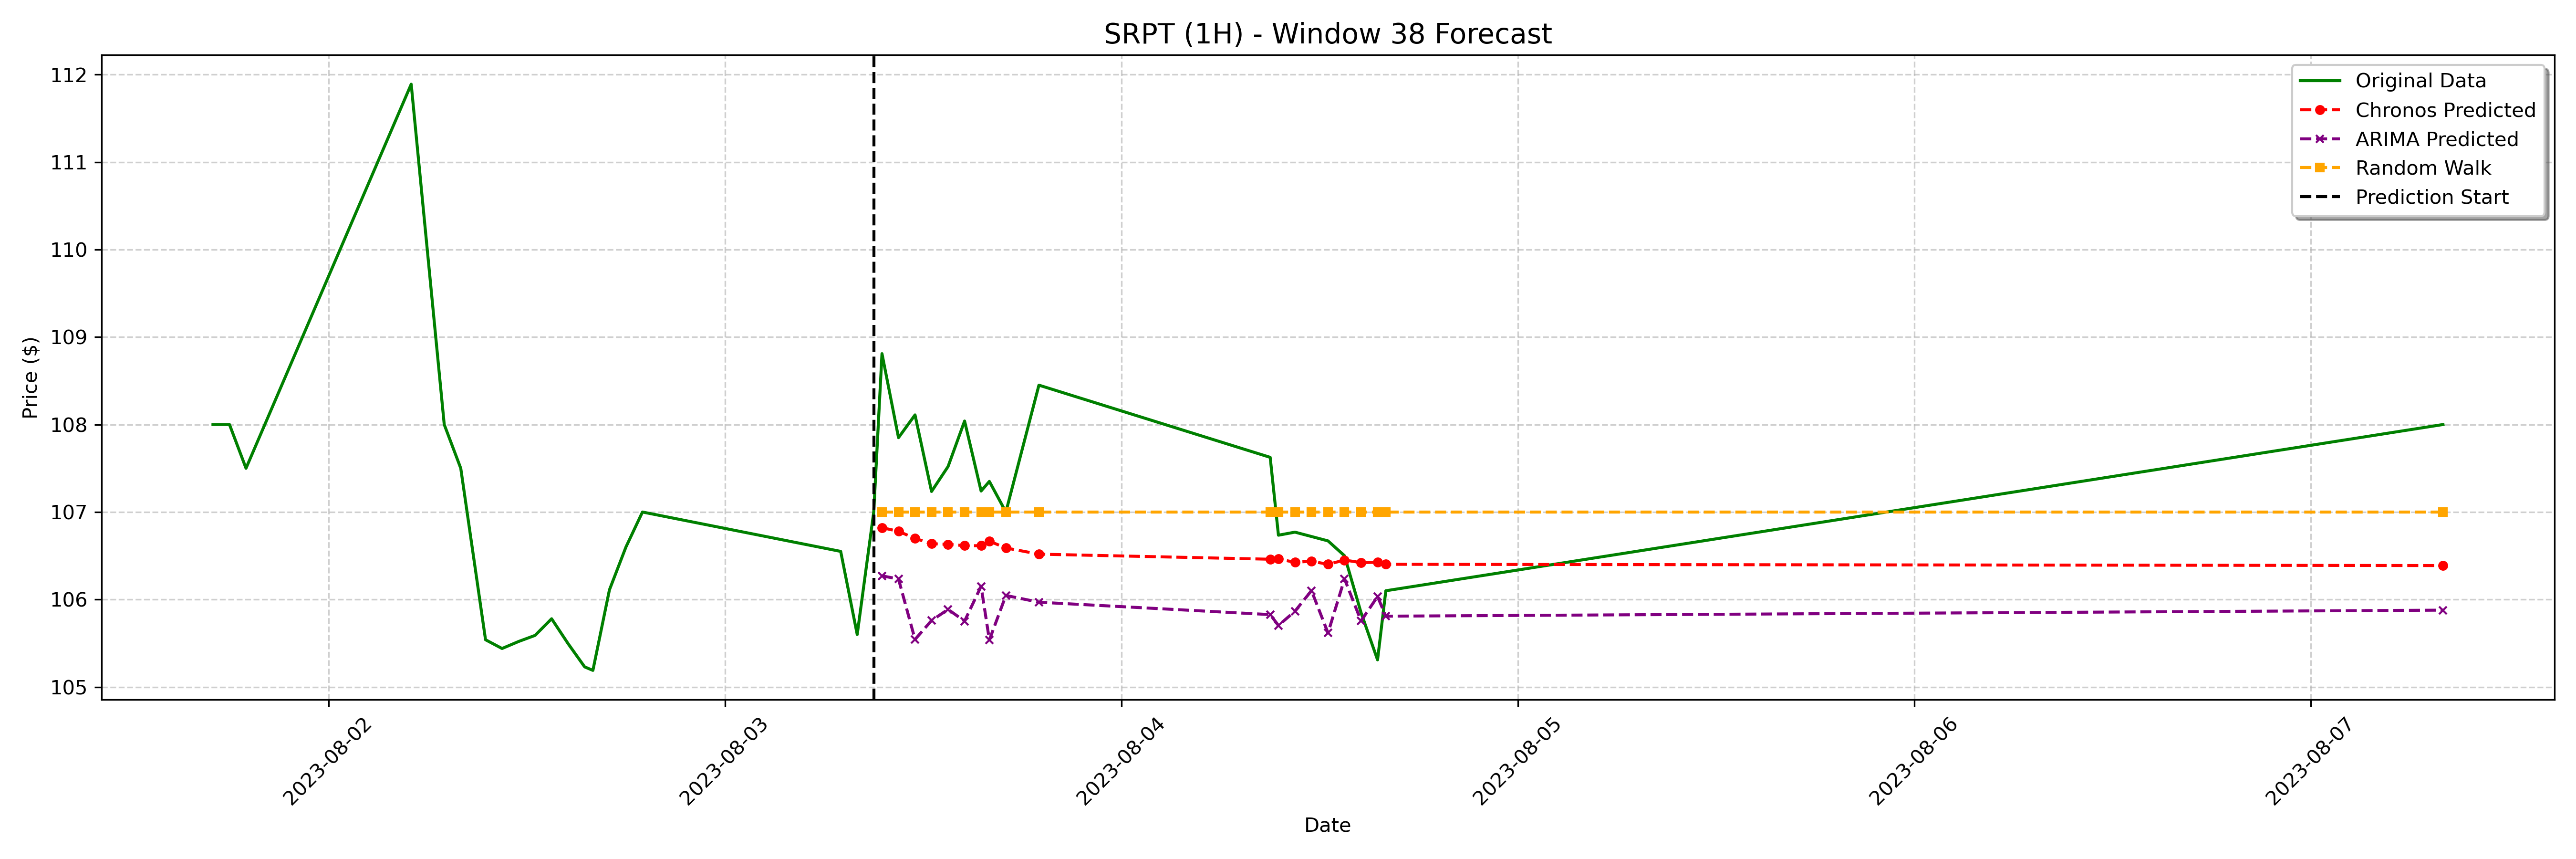 SRPT (1H) - Window 38 Forecast
Price ($)
112
111
110
109
108
107
106
105
Original Data
Chronos Predicted
ARIMA Predicted
Random Walk
Prediction Start
2023-08-02
2023-08-03
2023-08-04
2023-08-05
2023-08-06
2023-08-07
Date